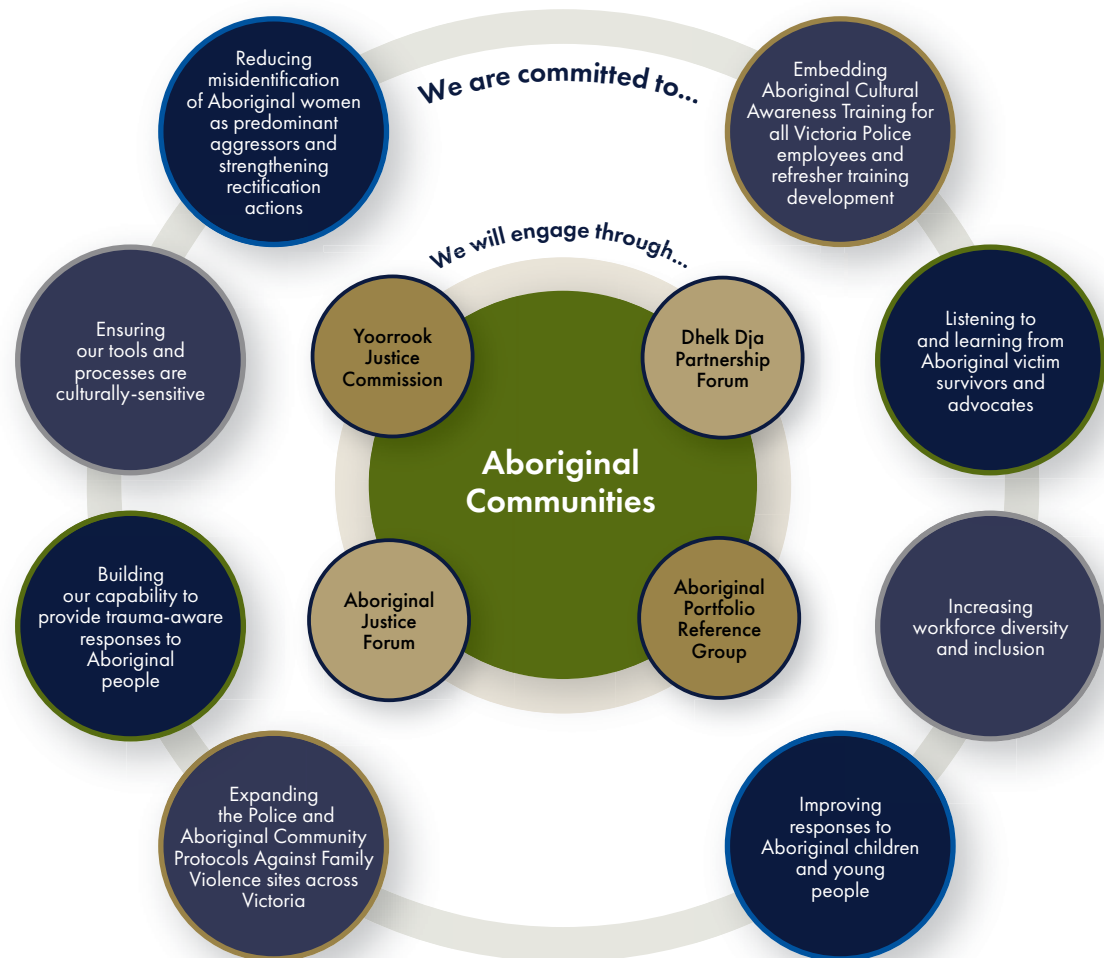 We are committed to...
Reducing
misidentification
of Aboriginal women
as predominant
aggressors and
strengthening
rectification
actions
Embedding
Aboriginal Cultural
Awareness Training for
all Victoria Police
employees and
refresher training
development
Listening to
and learning from
Aboriginal victim
survivors and
advocates
Increasing
workforce diversity
and inclusion
Improving
responses to
Aboriginal children
and young
people
Expanding
the Police and
Aboriginal Community
Protocols Against Family
Violence sites across
Victoria
Building
our capability to
provide trauma-aware
responses to
Aboriginal
people
Ensuring
our tools and
processes are
culturally-sensitive
We will engage through...
Yoorrook
Justice
Commission
Dhelk Dja
Partnership
Forum
Aboriginal
Communities
Aboriginal
Justice
Forum
Aboriginal
Portfolio
Reference
Group